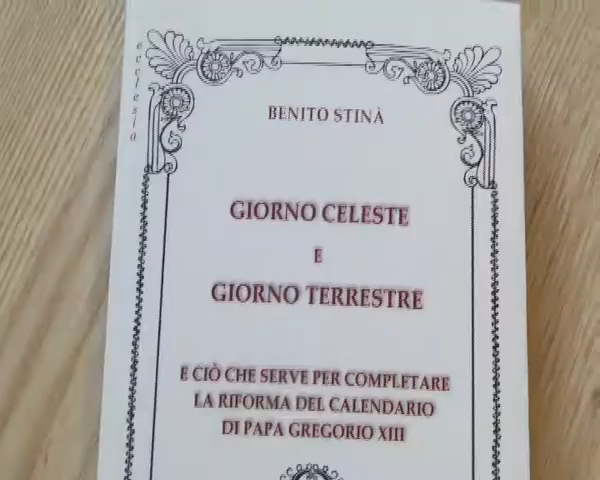 ecclesia
BENITO STINÀ
GIORNO CELESTE
E
GIORNO TERRESTRE
E CIÒ CHE SERVE PER COMPLETARE
LA RIFORMA DEL CALENDARIO
DI PAPA GREGORIO XIII